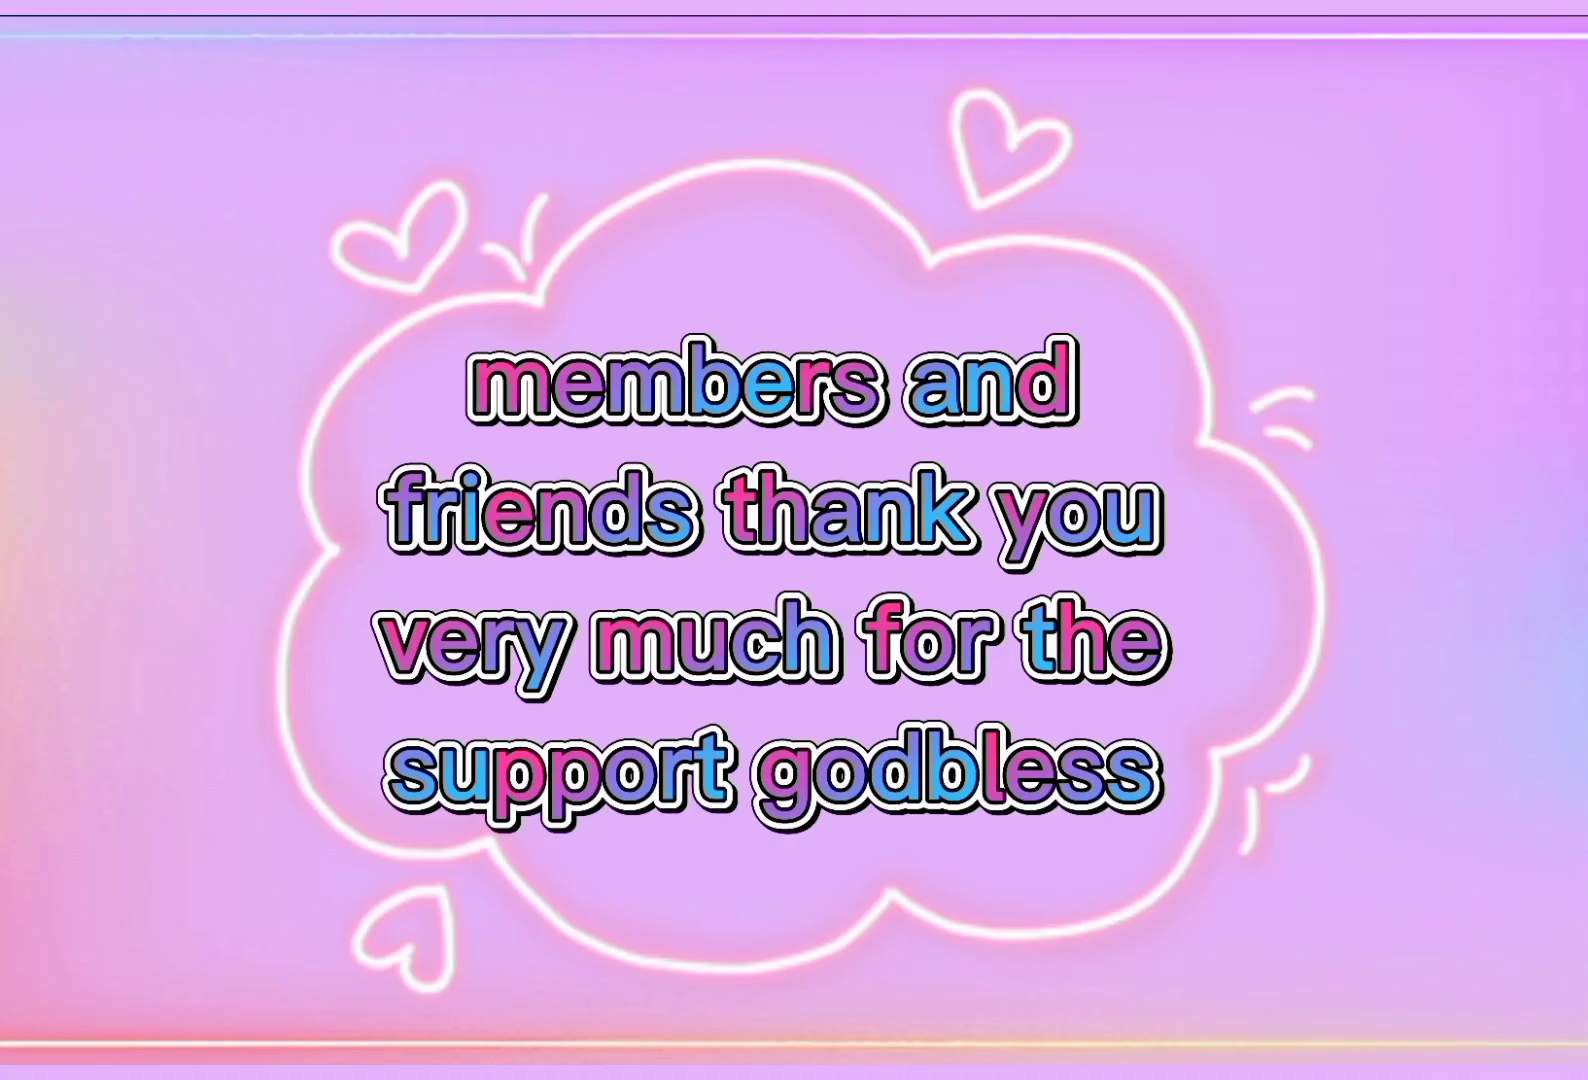 members and
friends thank you
very much for the
support godbless